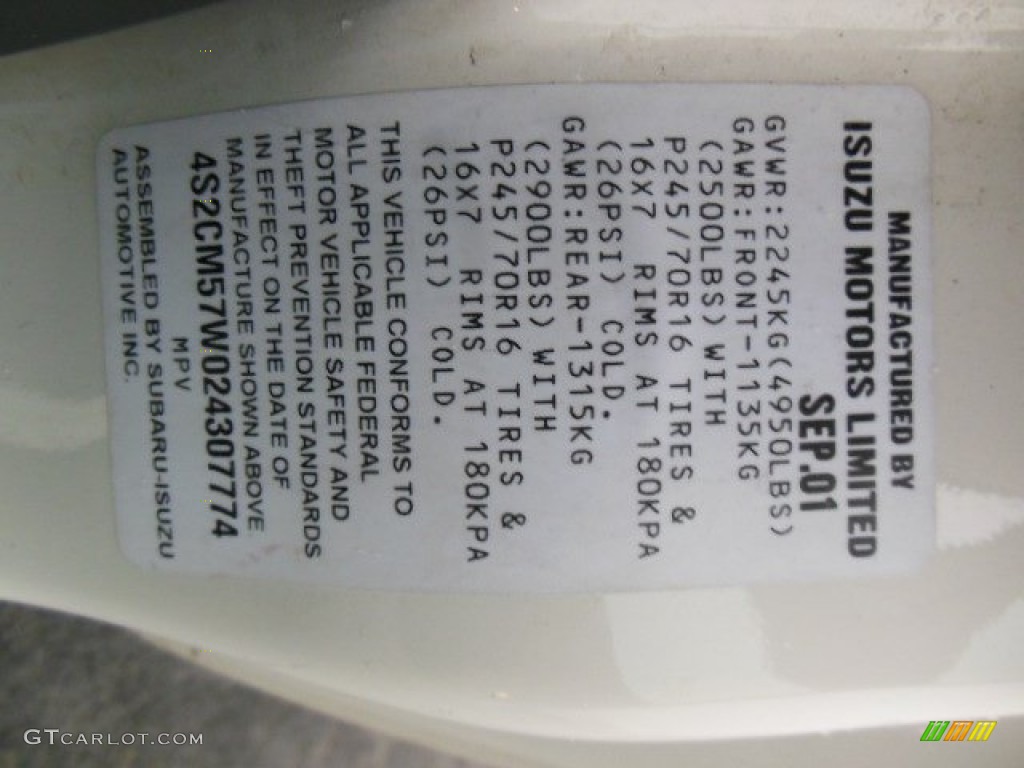 MANUFACTURED BY
ISUZU MOTORS LIMITED
SEP.01
GVWR:2245KG(4950LBS)
GAWR:FRONT-1135KG
(2500LBS)WITH
P245/70R16 TIRES &
16X7 RIMS AT 180KPA
(26PSI) COLD.
GAWR:REAR-1315KG
(2900LBS)WITH
P245/70R16 TIRES &
16X7 RIMS AT 180KPA
(26PSI) COLD.
THIS VEHICLE CONFORMS TO
ALL APPLICABLE FEDERAL
MOTOR VEHICLE SAFETY AND
THEFT PREVENTION STANDARDS
IN EFFECT ON THE DATE OF
MANUFACTURE SHOWN ABOVE.
4S2CM57W024307774
MPV
ASSEMBLED BY SUBARU-ISUZU
AUTOMOTIVE INC.
GTCARLOT.COM